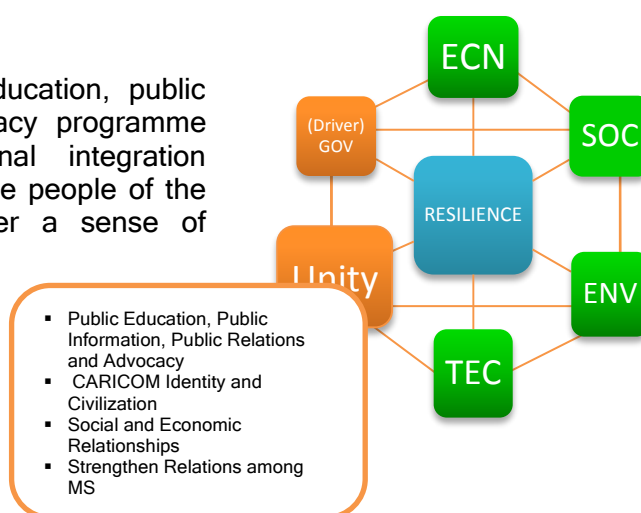 ducation, public
acy programme
nal integration
e people of the
er a sense of
ECN
(Driver)
GOV
SOC
RESILIENCE
Unity
ENV
TEC
▪ Public Education, Public
Information, Public Relations
and Advocacy
▪ CARICOM Identity and
Civilization
▪ Social and Economic
Relationships
▪ Strengthen Relations among
MS